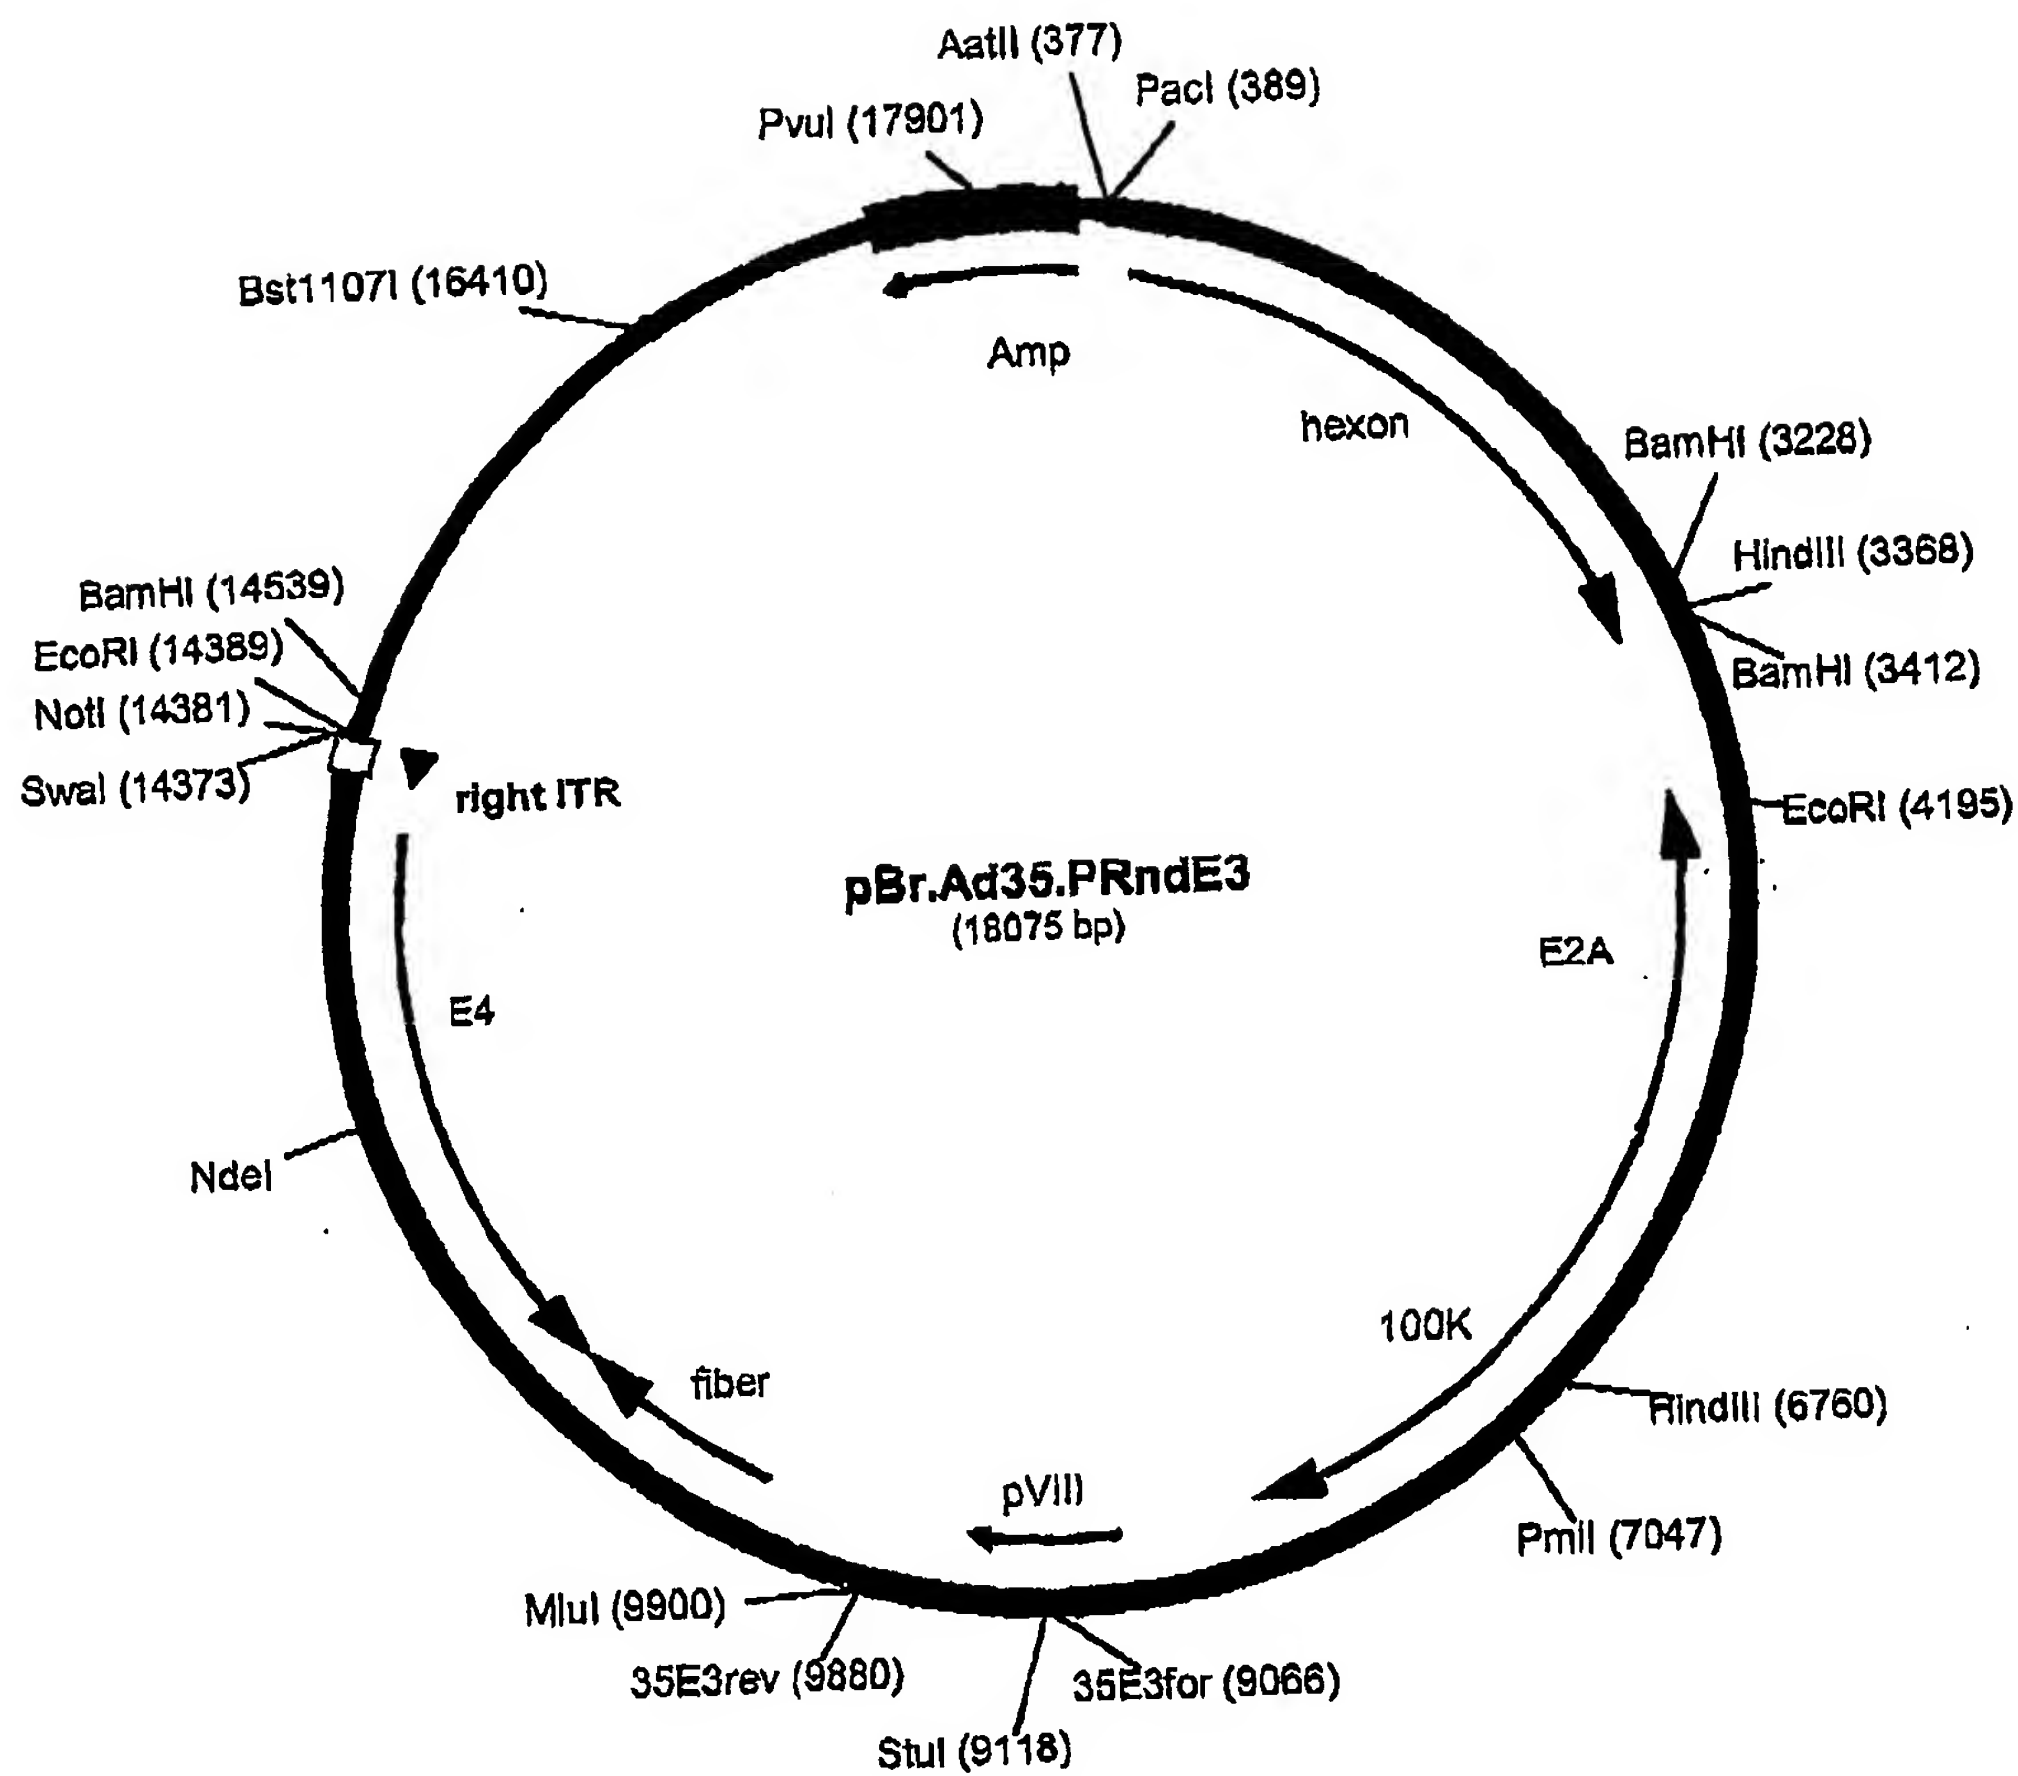 AatII (377)
PacI (389)
PvuI (17901)
Bst1107I (16410)
Amp
hexon
BamHI (3228)
HindIII (3368)
BamHI (3412)
BamHI (14539)
EcoRI (14389)
NotI (14381)
SwaI (14373)
right ITR
EcoRI (4195)
pBr.Ad35.PRndE3
(18075 bp)
E2A
E4
NdeI
100K
fiber
HindIII (6760)
pVIII
PmlI (7047)
MluI (9900)
35E3rev (9880)
35E3for (9066)
StuI (9118)